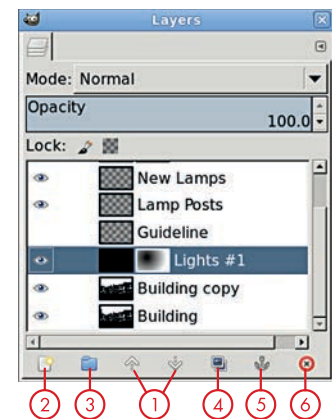 Layers
Mode: Normal
Opacity
100.0
Lock:
New Lamps
Lamp Posts
Guideline
Lights #1
Building copy
Building
2 3 1 4 5 6